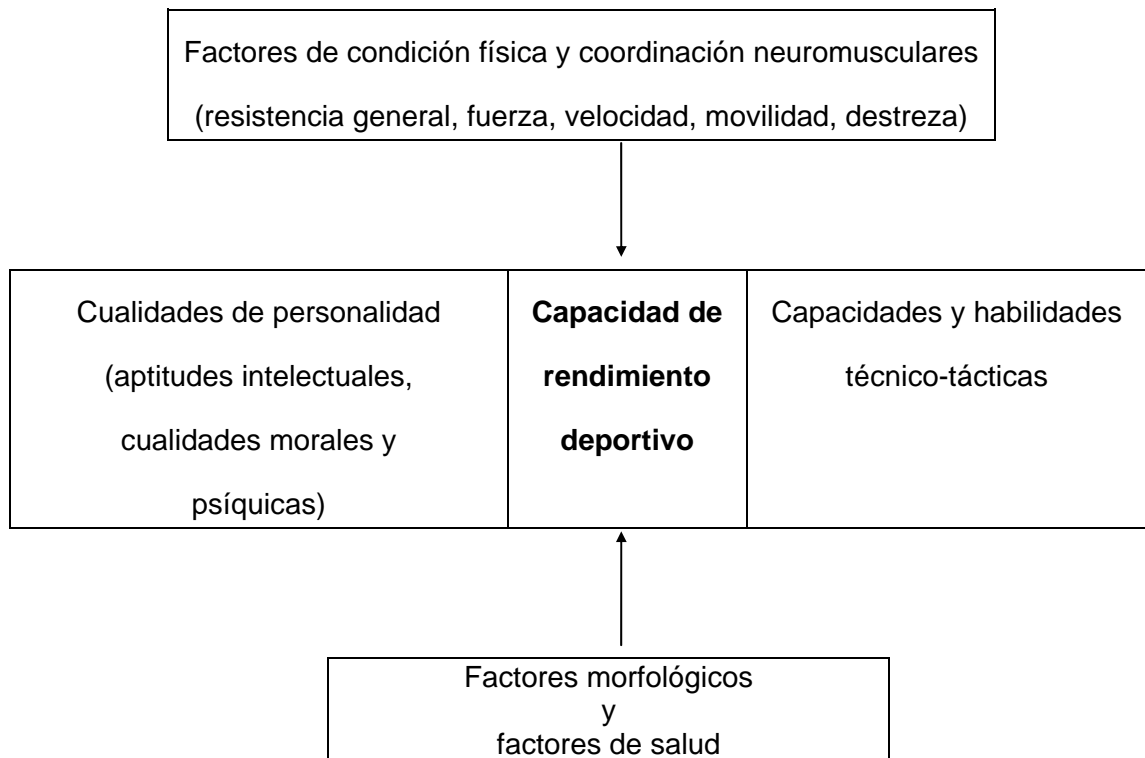 Factores de condición física y coordinación neuromusculares
(resistencia general, fuerza, velocidad, movilidad, destreza)
Cualidades de personalidad
(aptitudes intelectuales,
cualidades morales y
psíquicas)
Capacidad de
rendimiento
deportivo
Capacidades y habilidades
técnico-tácticas
Factores morfológicos
y
factores de salud